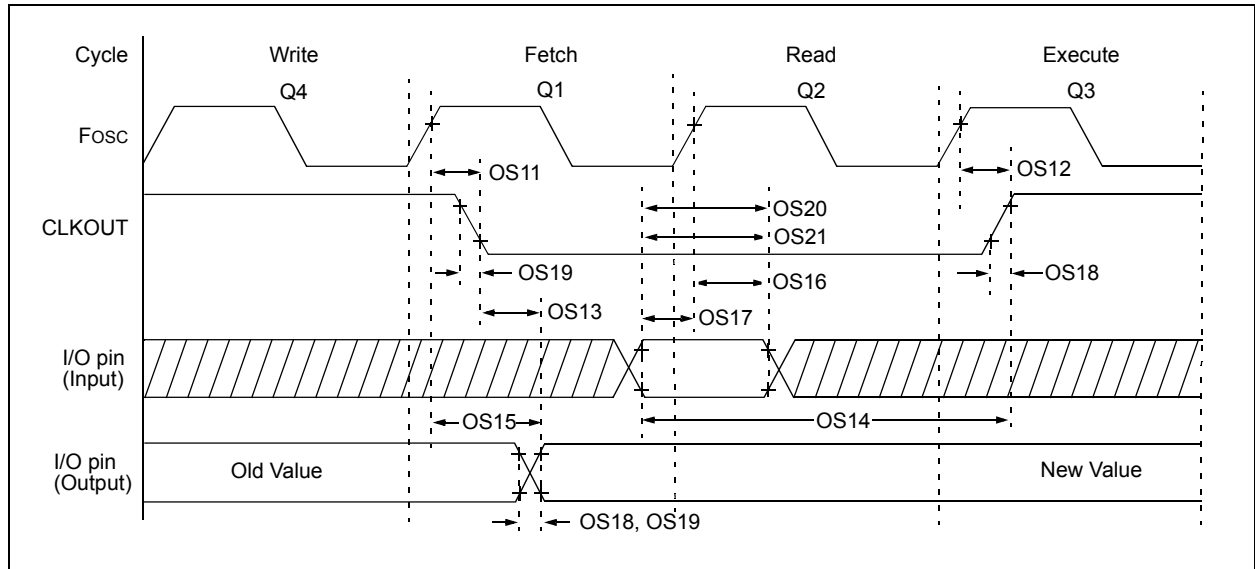 Cycle Write Fetch Read Execute
Q4 Q1 Q2 Q3
Fosc
OS11 OS12
OS20
CLKOUT
OS21
OS19 OS18
OS16
OS13 OS17
I/O pin
(Input)
OS15 OS14
I/O pin
(Output)
Old Value New Value
OS18, OS19